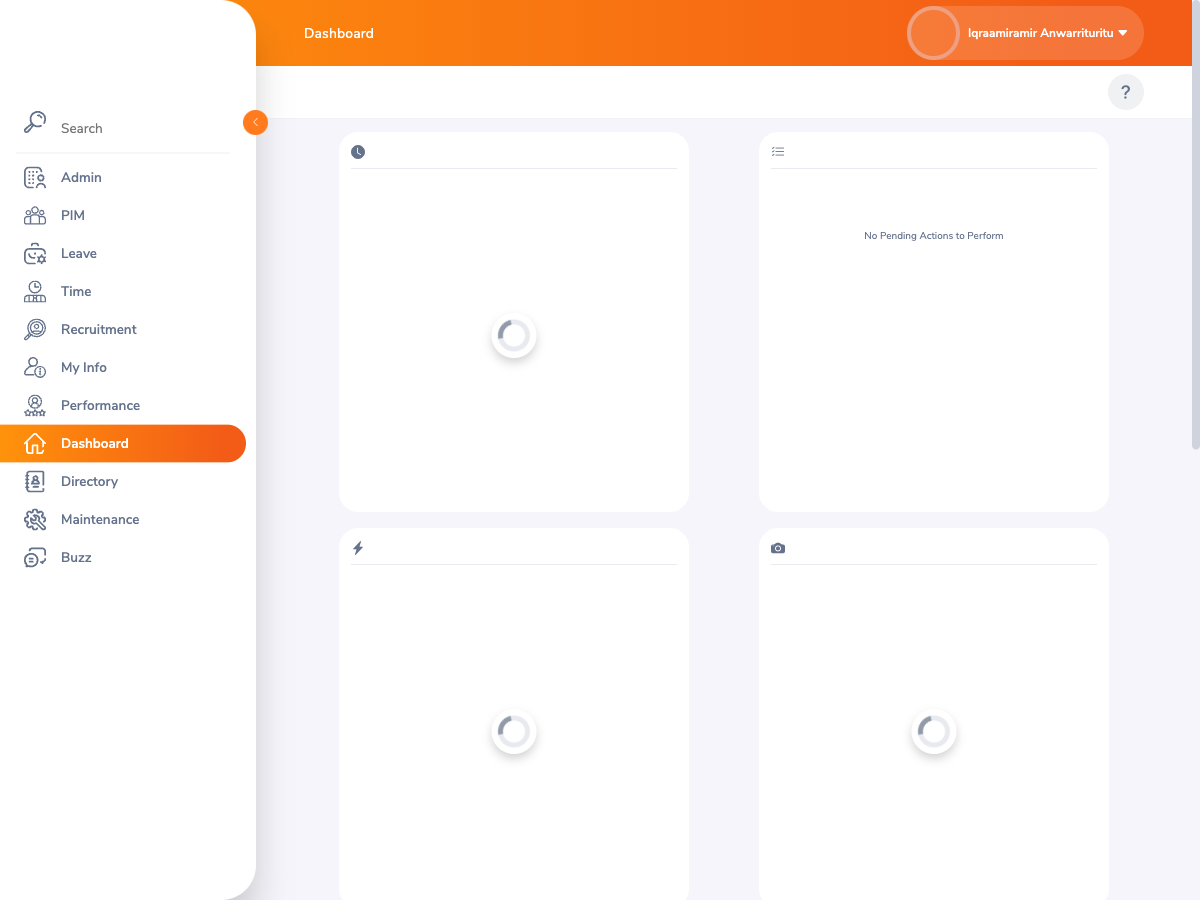 Dashboard
Iqraamiramir Anwarrituritu
?
Search
Admin
PIM
Leave
Time
Recruitment
My Info
Performance
Dashboard
Directory
Maintenance
Buzz
No Pending Actions to Perform